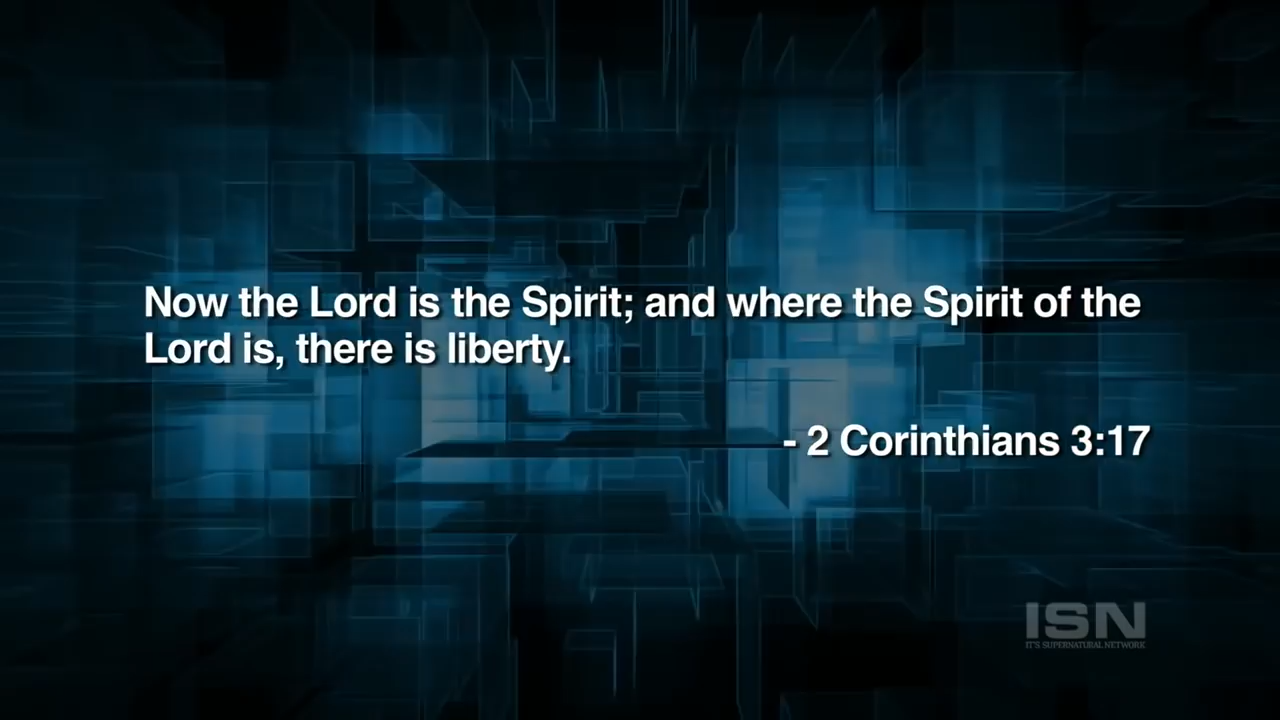 Now the Lord is the Spirit; and where the Spirit of the
Lord is, there is liberty.
- 2 Corinthians 3:17
ISN
IT'S SUPERNATURAL NETWORK